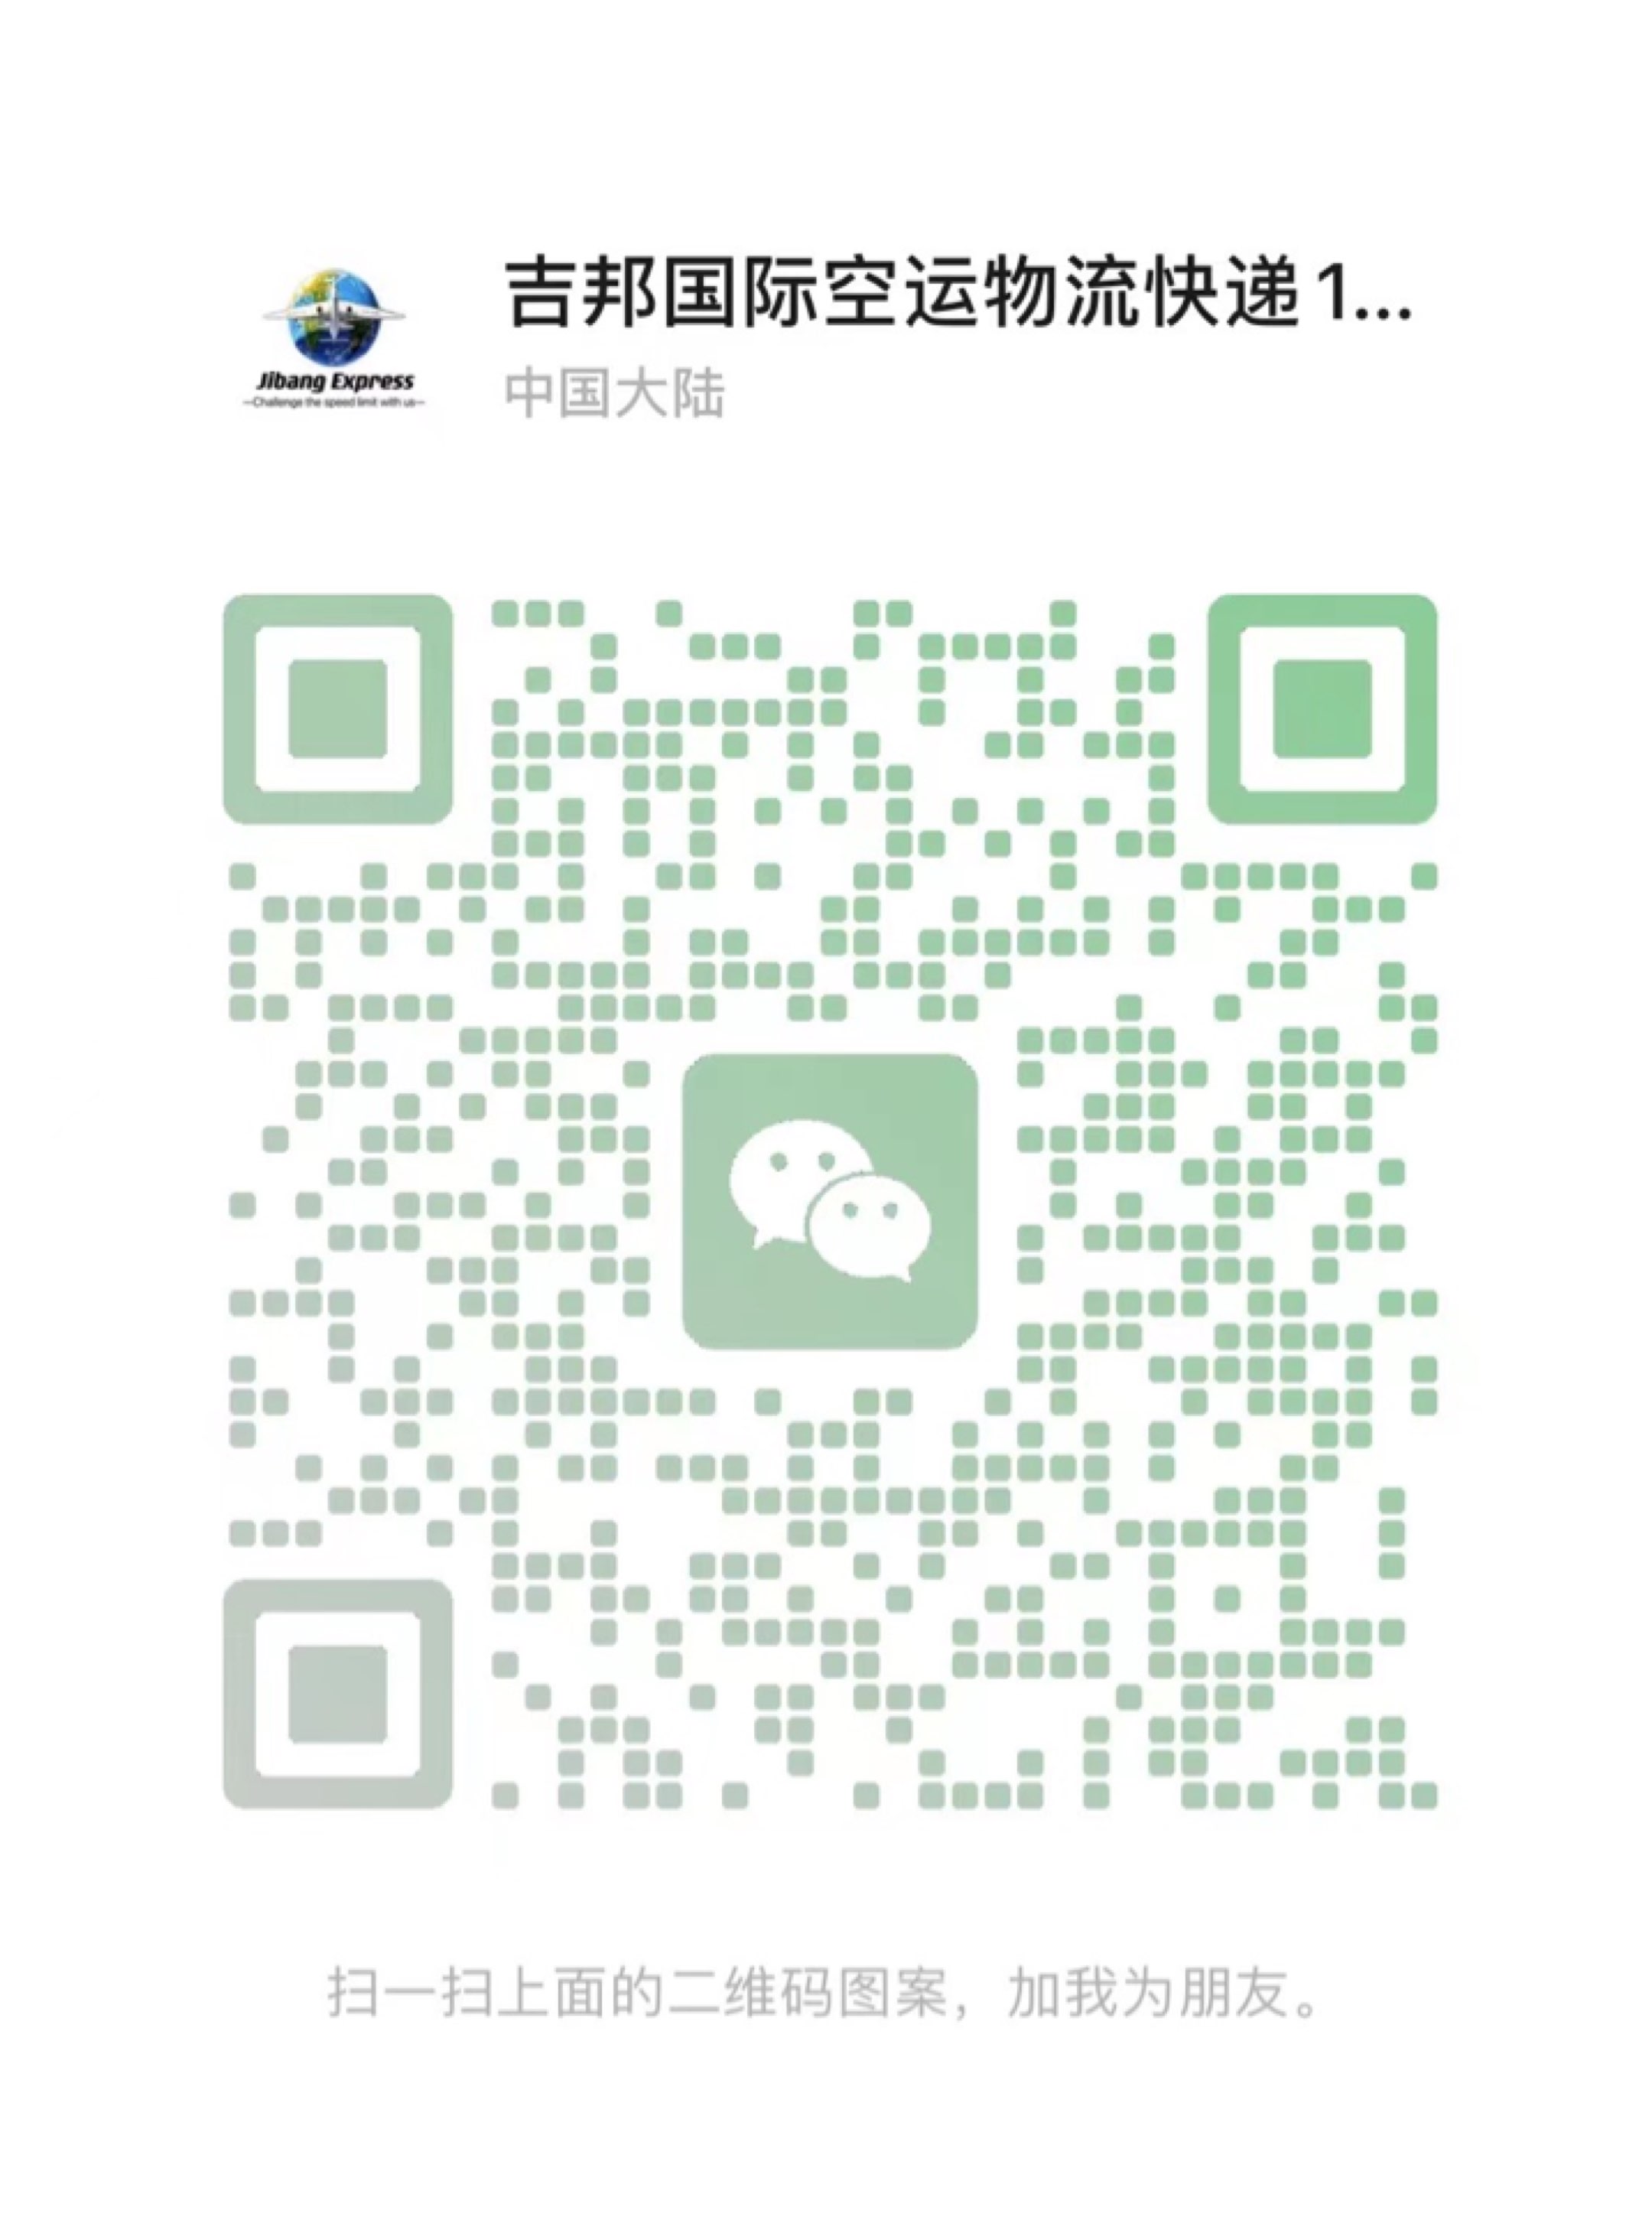 吉邦国际空运物流快递1...
中国大陆
Jibang Express
—Challenge the speed limit with us—
扫一扫上面的二维码图案，加我为朋友。